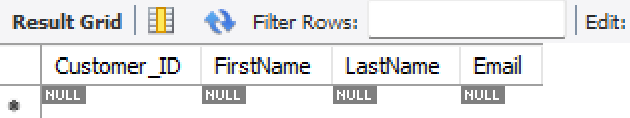 Result Grid Filter Rows: Edit:
Customer_ID FirstName LastName Email
NULL NULL NULL NULL